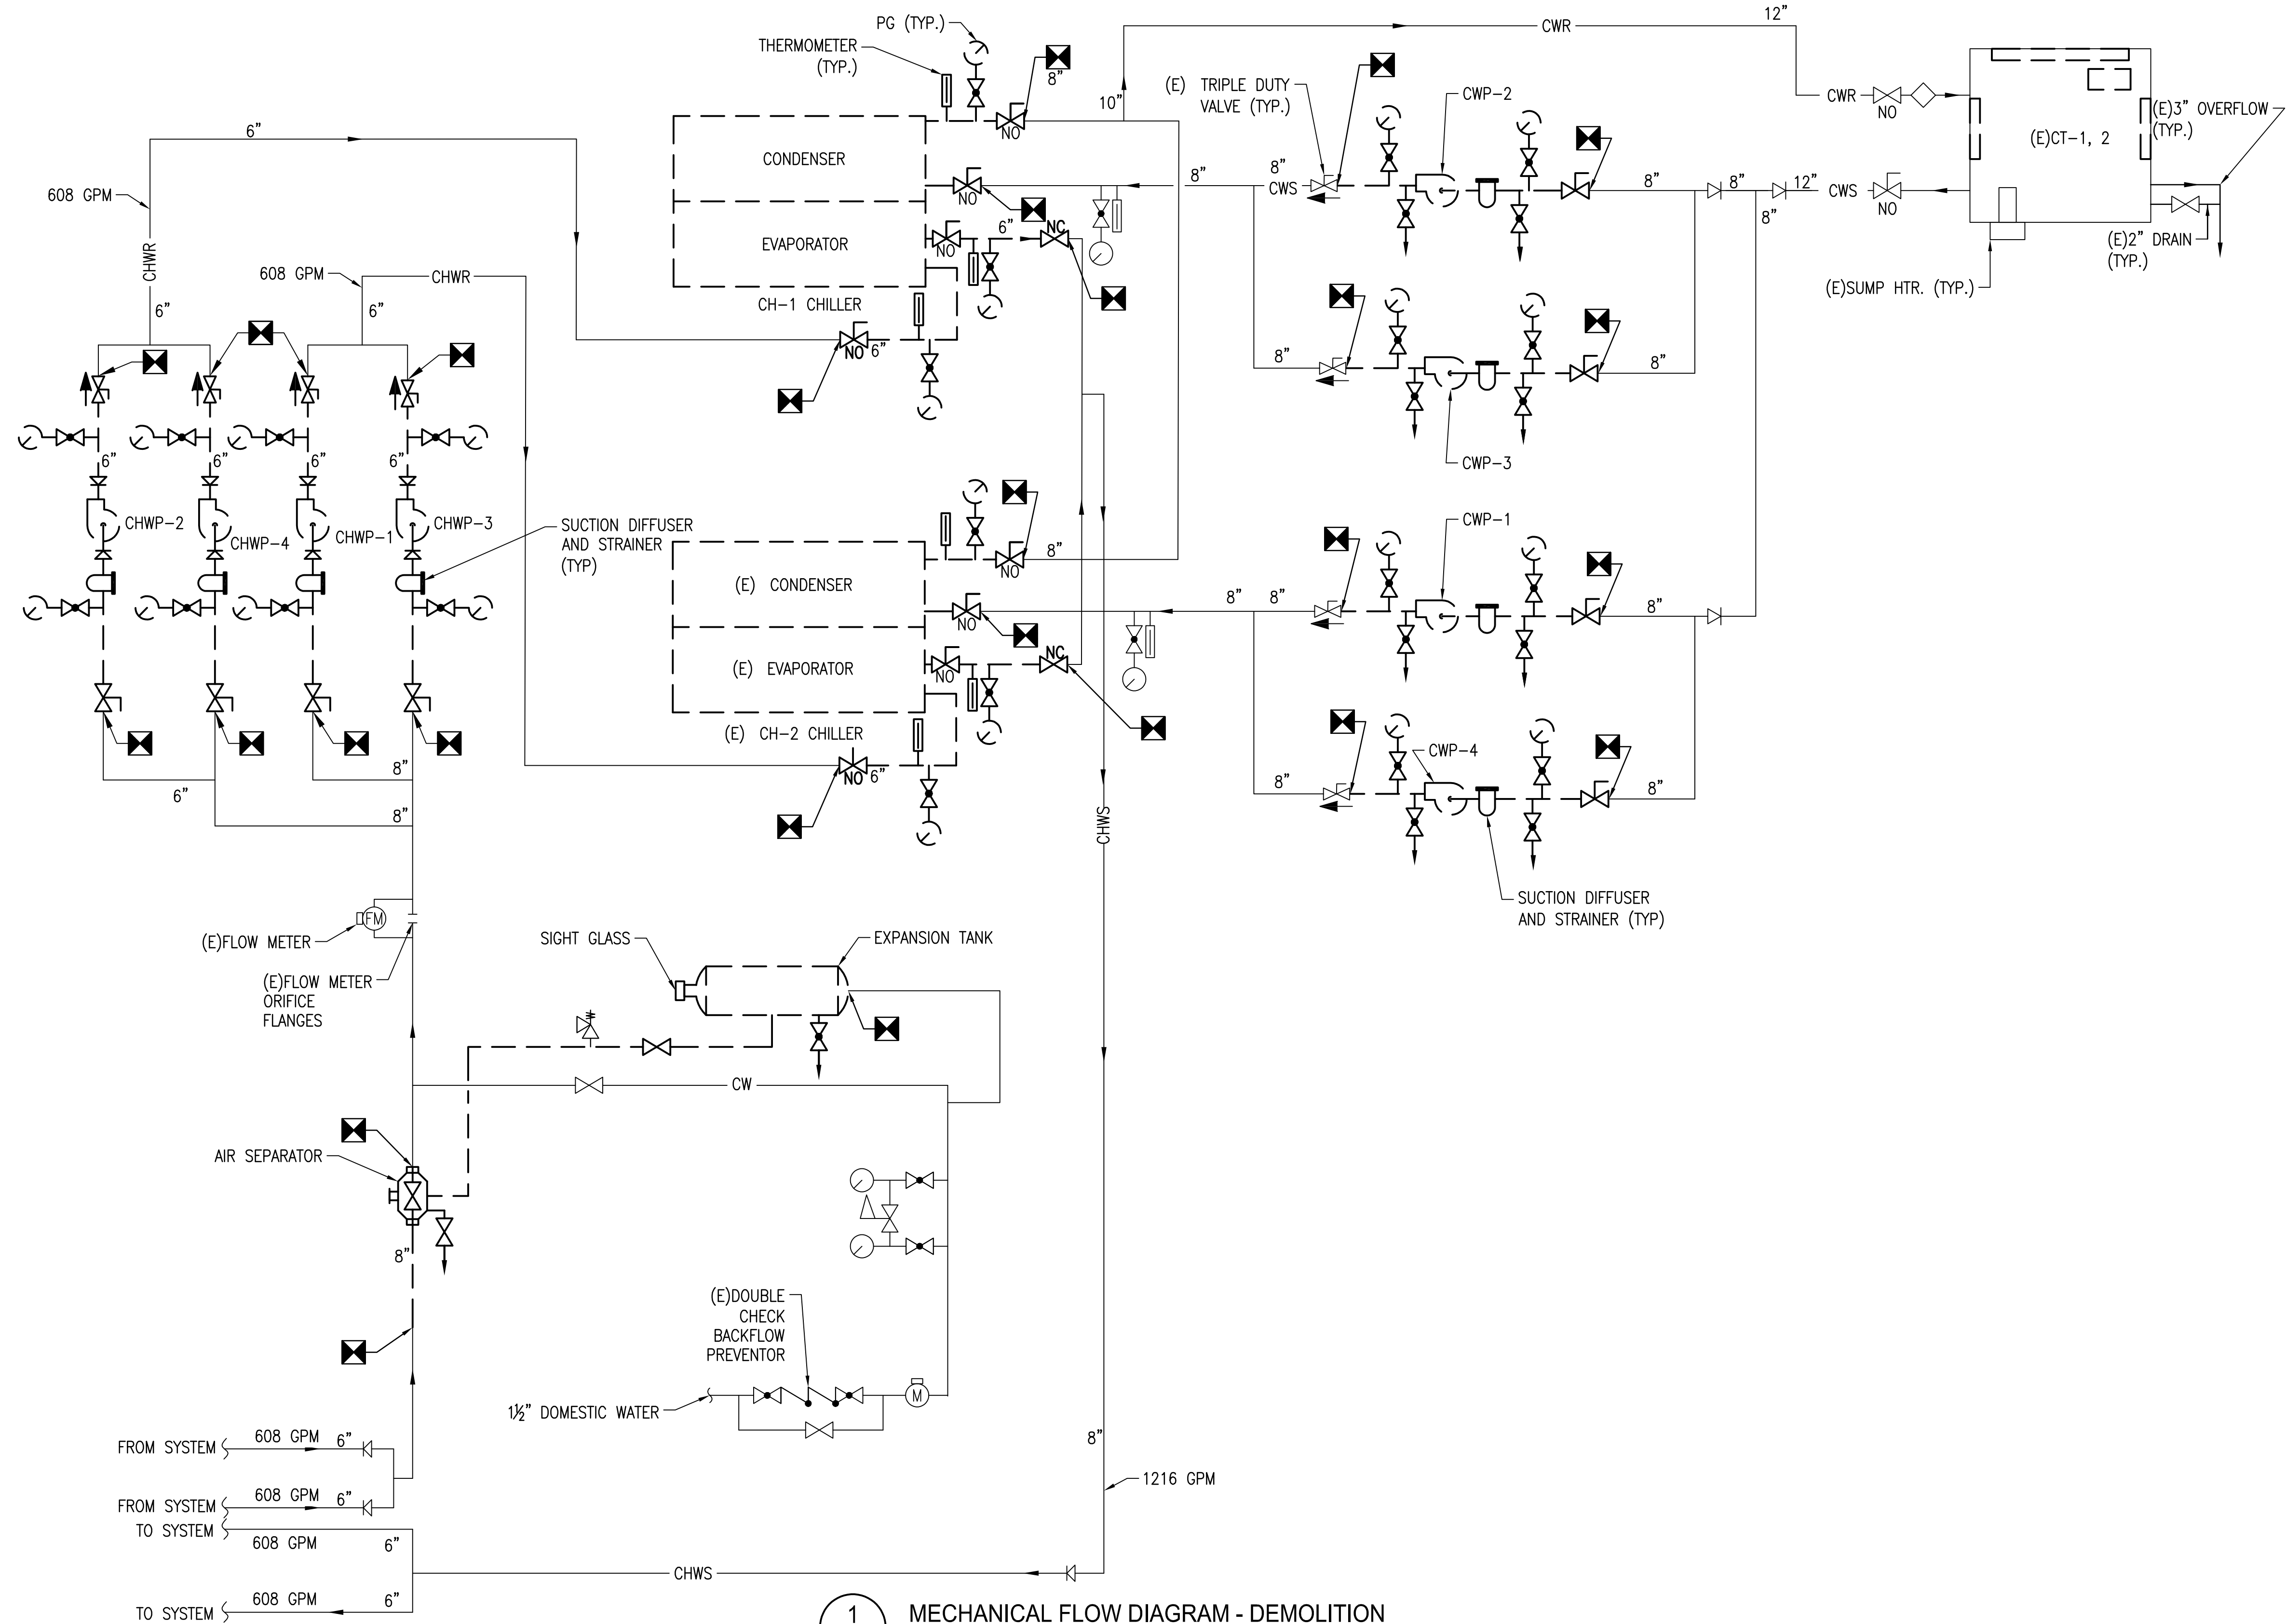 PG (TYP.)
THERMOMETER
(TYP.)
8"
12"
CWR
10"
(E) TRIPLE DUTY
VALVE (TYP.)
CWP-2
CWR
NO
(E)3" OVERFLOW
(TYP.)
(E)CT-1, 2
6"
NO
CONDENSER
8"
8"
8"
CWS
8"
8"
12"
CWS
NO
608 GPM
NO
8"
EVAPORATOR
6"
NC
NO
(E)2" DRAIN
(TYP.)
(E)SUMP HTR. (TYP.)
CHWR
608 GPM
CHWR
CH-1 CHILLER
6"
6"
NO
6"
8"
8"
CWP-3
6"
6"
6"
6"
CHWP-2
CHWP-4
CHWP-1
CHWP-3
SUCTION DIFFUSER
AND STRAINER
(TYP)
CWP-1
8"
NO
(E) CONDENSER
8"
8"
8"
NO
(E) EVAPORATOR
NC
NO
(E) CH-2 CHILLER
CWP-4
NO
6"
8"
8"
8"
6"
8"
CHWS
SUCTION DIFFUSER
AND STRAINER (TYP)
FM
(E)FLOW METER
SIGHT GLASS
EXPANSION TANK
(E)FLOW METER
ORIFICE
FLANGES
CW
AIR SEPARATOR
8"
(E)DOUBLE
CHECK
BACKFLOW
PREVENTOR
M
1½" DOMESTIC WATER
8"
FROM SYSTEM
608 GPM
6"
1216 GPM
FROM SYSTEM
608 GPM
6"
TO SYSTEM
608 GPM
6"
CHWS
TO SYSTEM
608 GPM
6"
1
MECHANICAL FLOW DIAGRAM - DEMOLITION